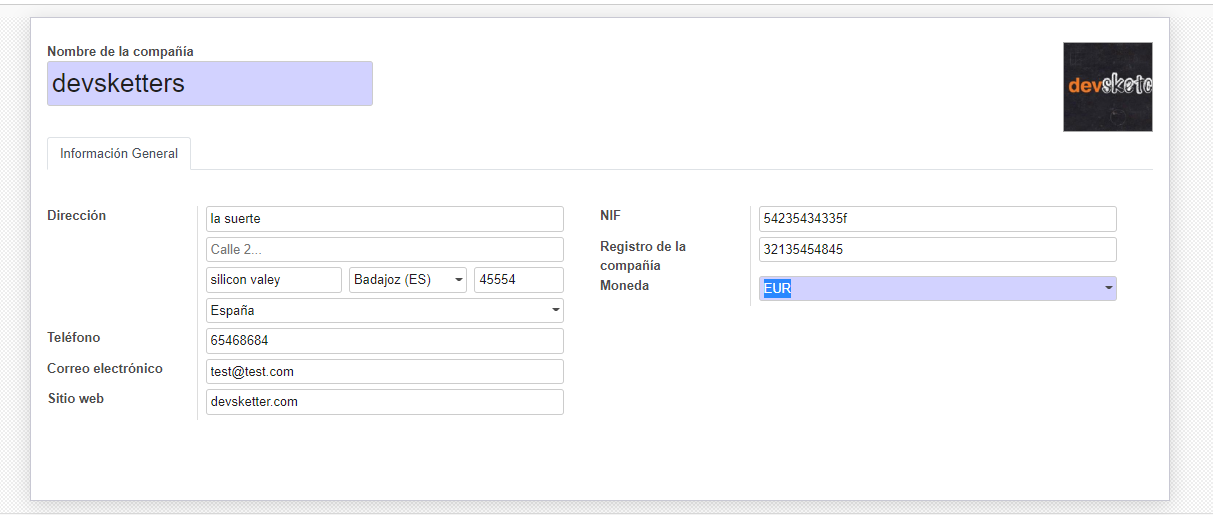 Nombre de la compañía
devsketters
devsketc
Información General
Dirección
la suerte
Calle 2...
silicon valey
Badajoz (ES)
45554
España
Teléfono
65468684
Correo electrónico
test@test.com
Sitio web
devsketter.com
NIF
54235434335f
Registro de la
compañía
32135454845
Moneda
EUR